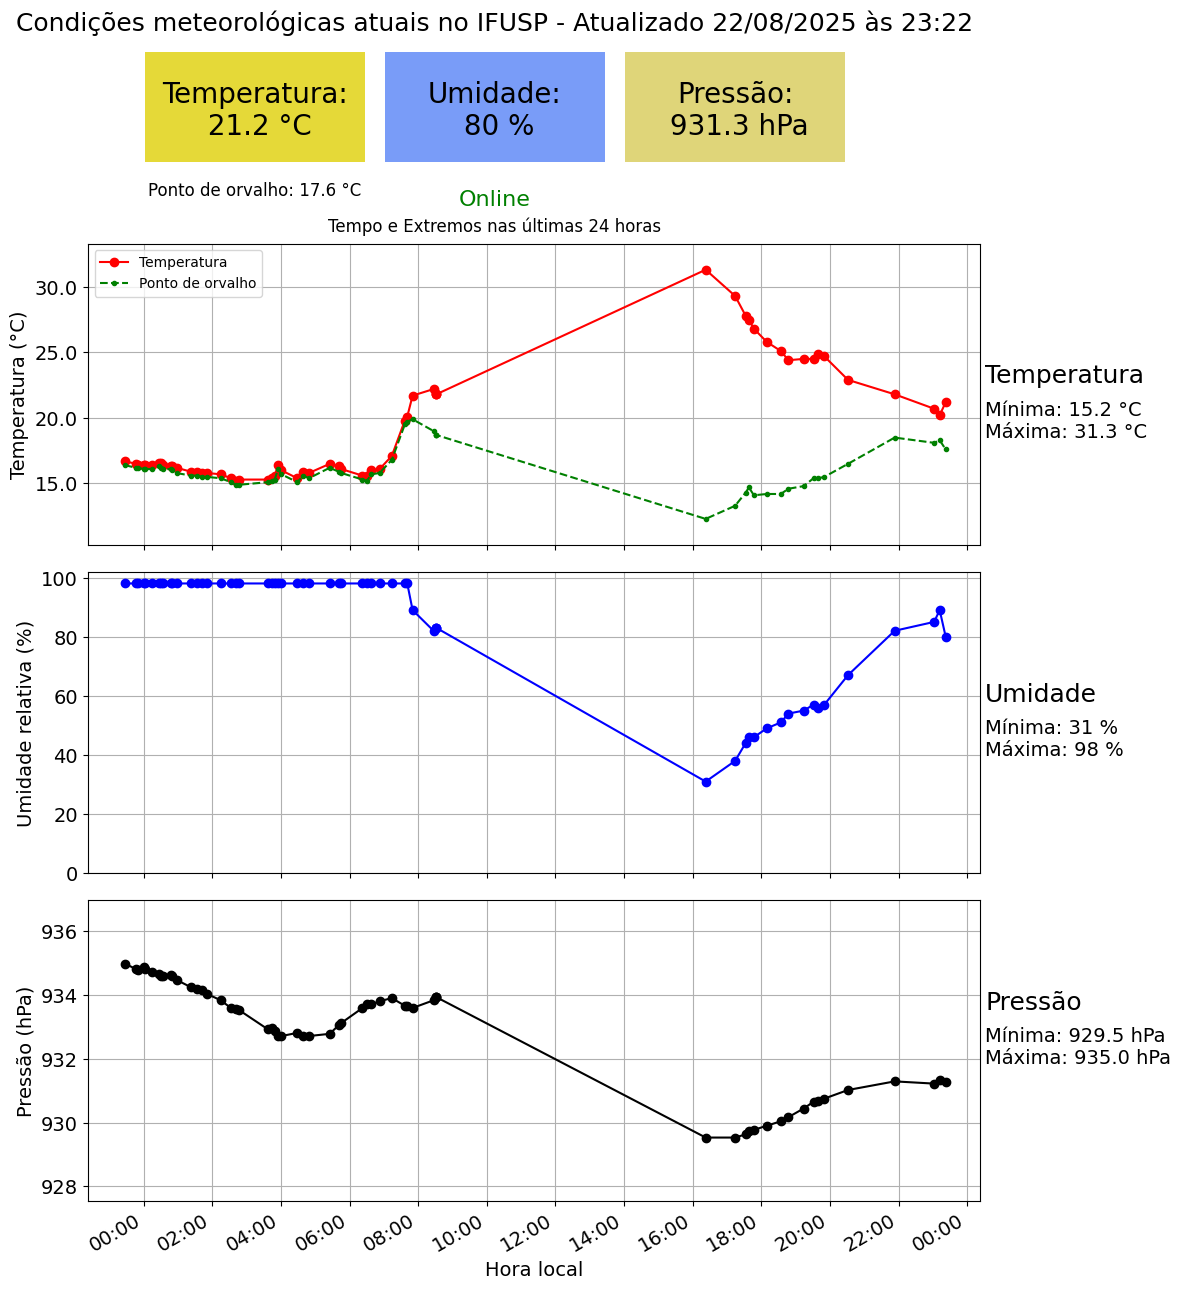 Condições meteorológicas atuais no IFUSP - Atualizado 22/08/2025 às 23:22
Temperatura:
21.2 °C
Umidade:
80 %
Pressão:
931.3 hPa
Ponto de orvalho: 17.6 °C
Online
Tempo e Extremos nas últimas 24 horas
Temperatura
Ponto de orvalho
Temperatura (°C)
30.0
25.0
20.0
15.0
Temperatura
Mínima: 15.2 °C
Máxima: 31.3 °C
Umidade relativa (%)
100
80
60
40
20
0
Umidade
Mínima: 31 %
Máxima: 98 %
Pressão (hPa)
936
934
932
930
928
Pressão
Mínima: 929.5 hPa
Máxima: 935.0 hPa
00:00 02:00 04:00 06:00 08:00 10:00 12:00 14:00 16:00 18:00 20:00 22:00 00:00
Hora local